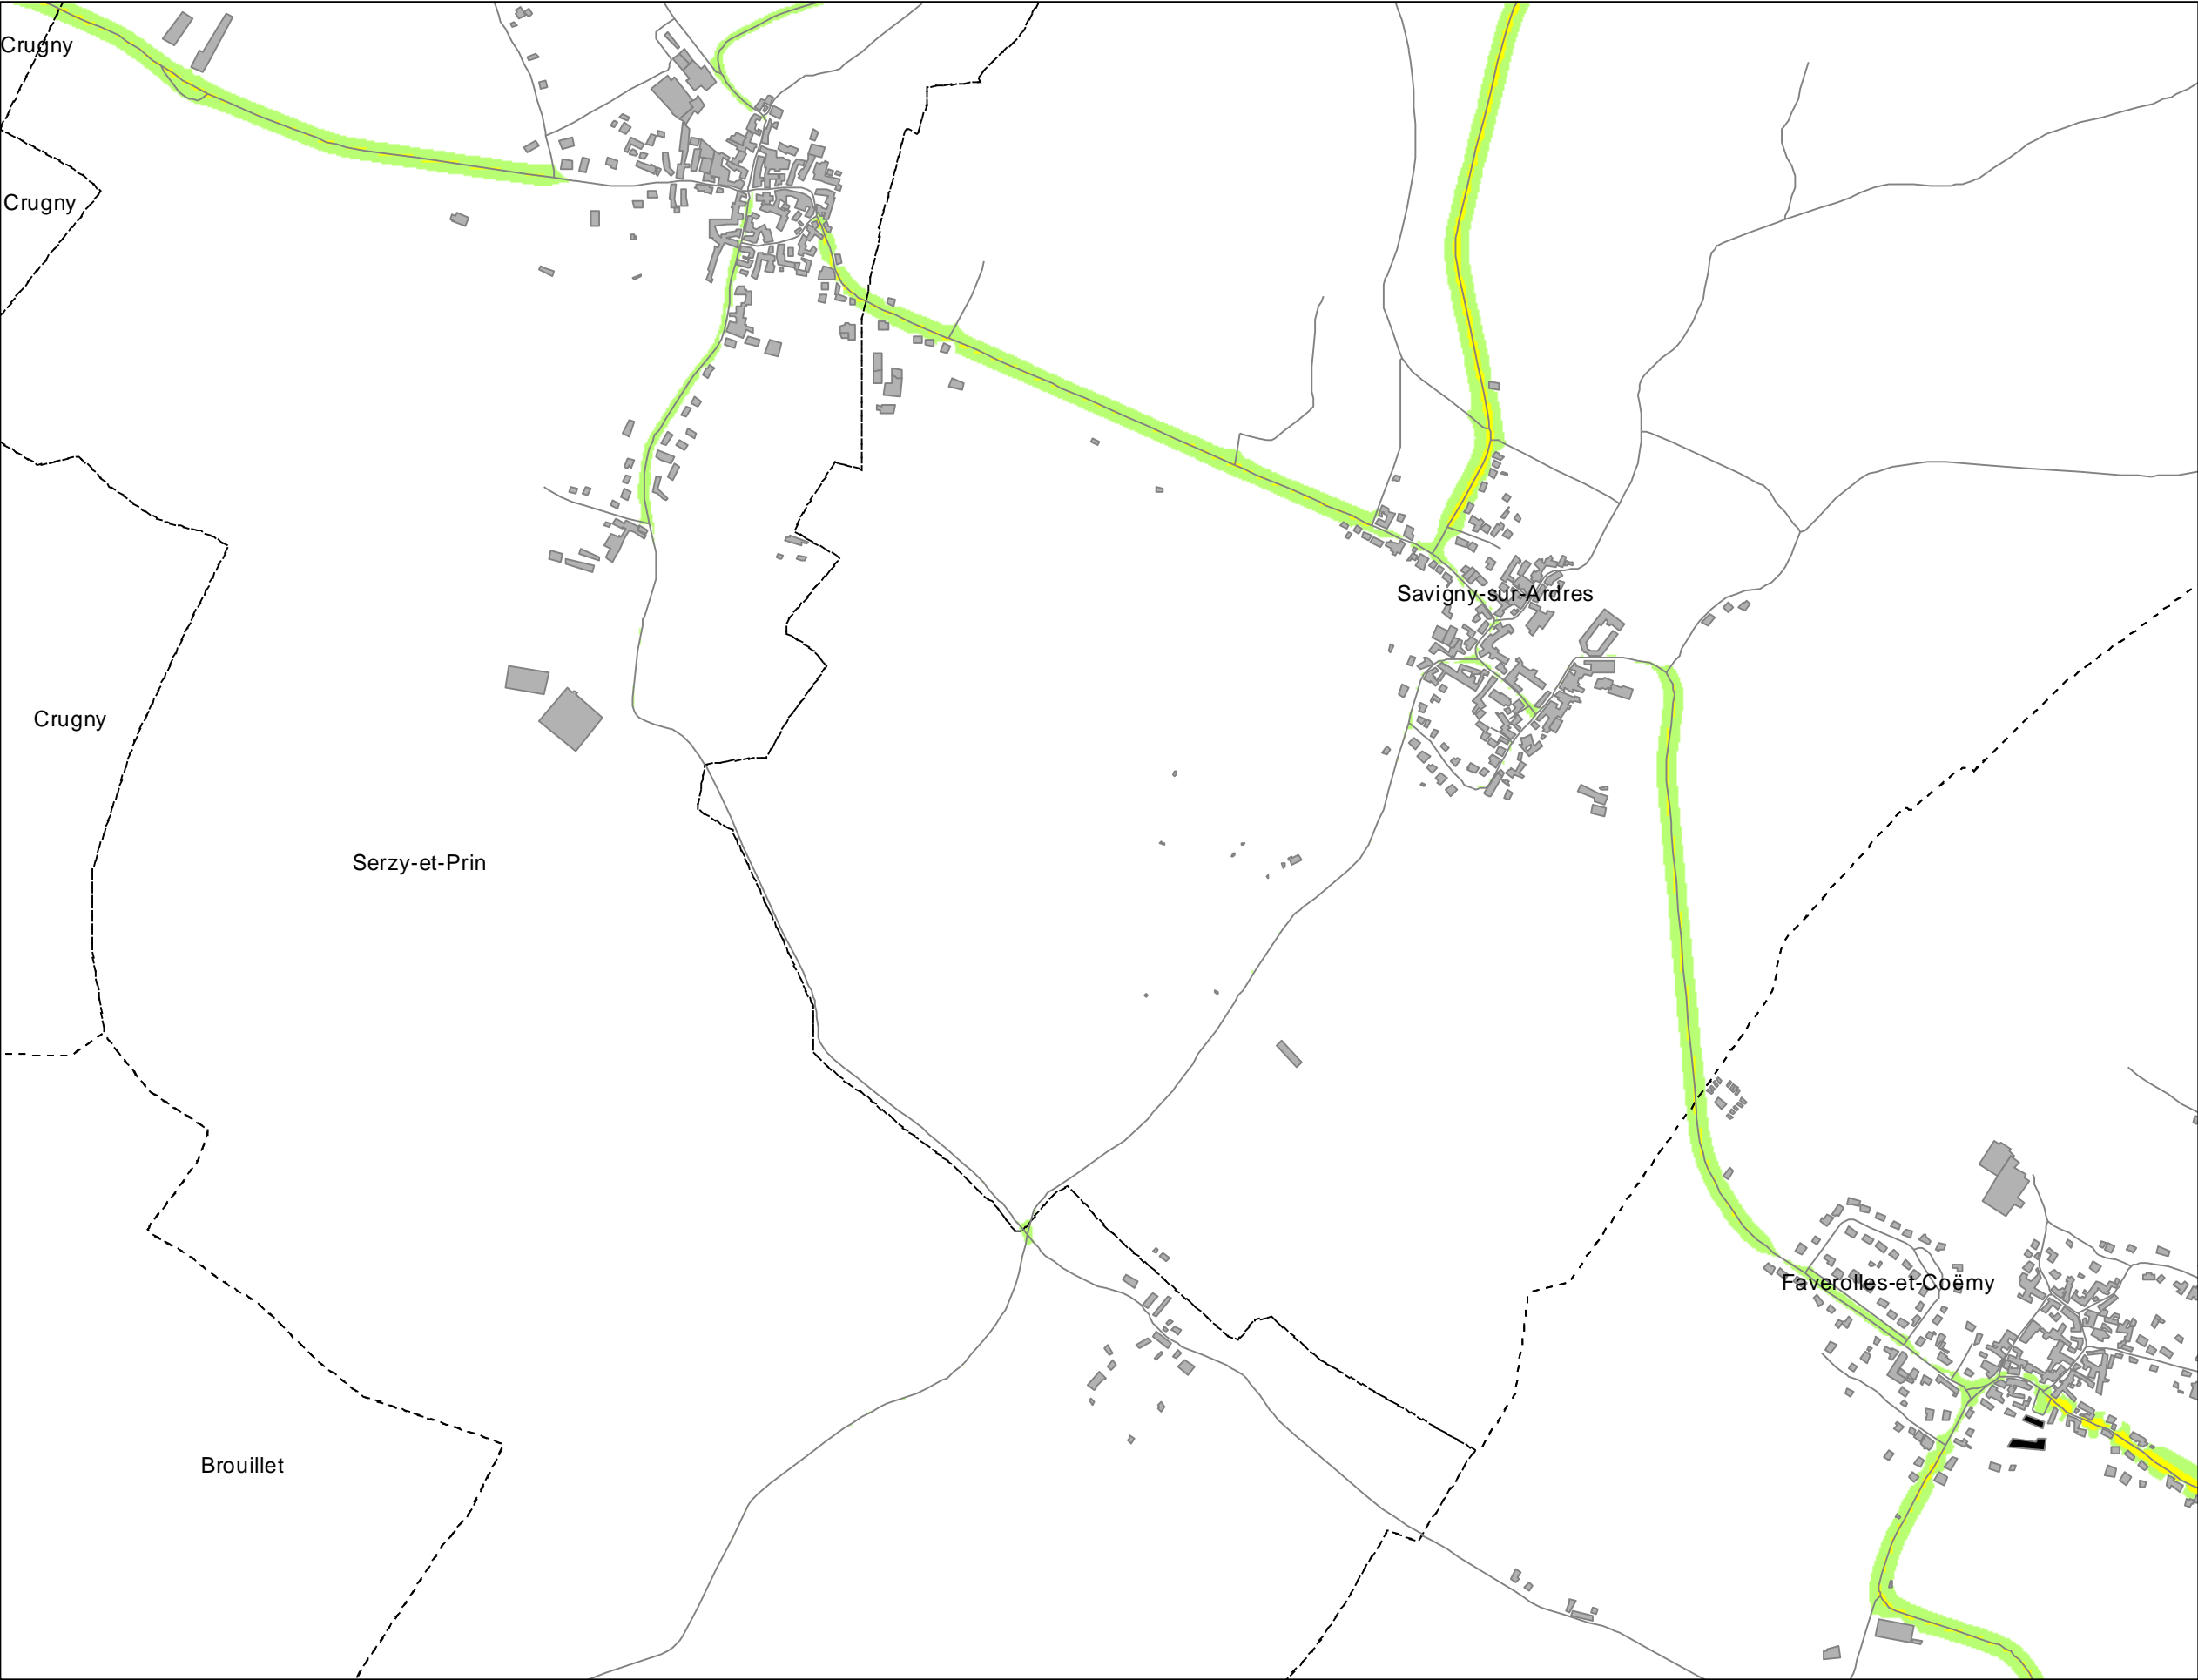 Crugny
Crugny
Savigny-sur-Ardres
Crugny
Serzy-et-Prin
Faverolles-et-Coëmy
Brouillet